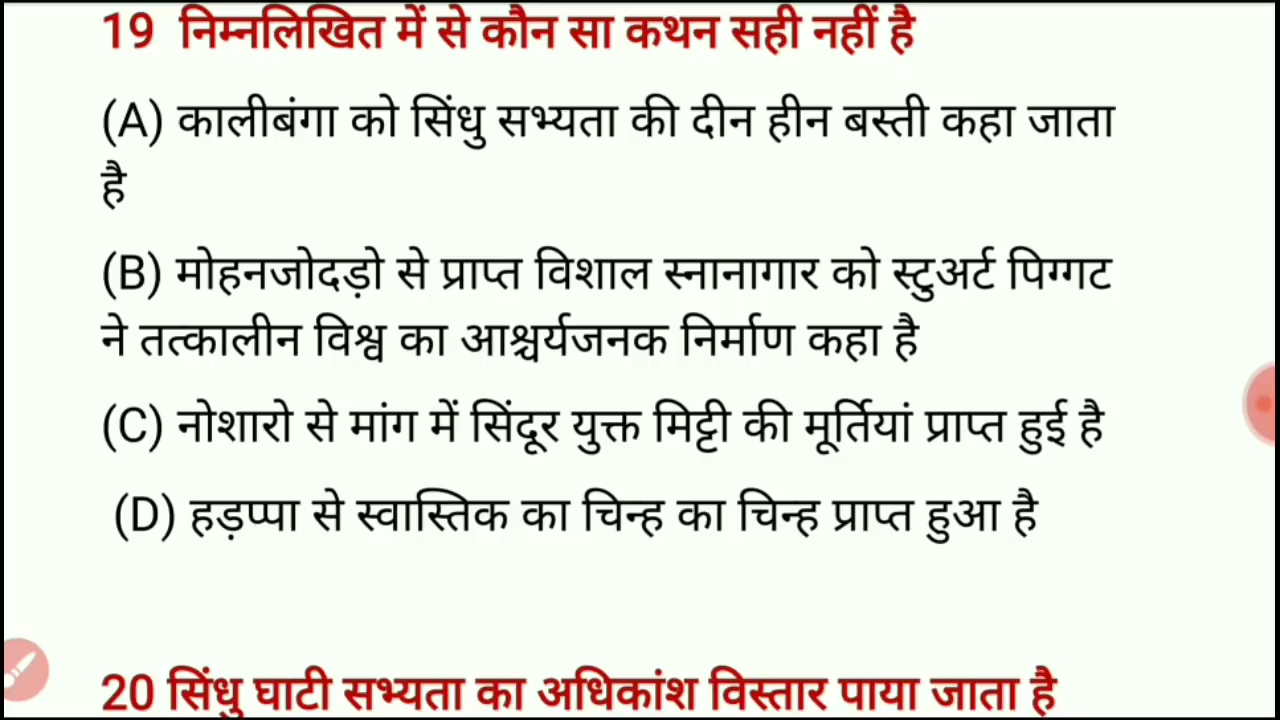 19 निम्नलिखित में से कौन सा कथन सही नहीं है
(A) कालीबंगा को सिंधु सभ्यता की दीन हीन बस्ती कहा जाता
है
(B) मोहनजोदड़ो से प्राप्त विशाल स्नानागार को स्टुअर्ट पिग्गट
ने तत्कालीन विश्व का आश्चर्यजनक निर्माण कहा है
(C) नोशारो से मांग में सिंदूर युक्त मिट्टी की मूर्तियां प्राप्त हुई है
(D) हड़प्पा से स्वास्तिक का चिन्ह का चिन्ह प्राप्त हुआ है
20 सिंधु घाटी सभ्यता का अधिकांश विस्तार पाया जाता है